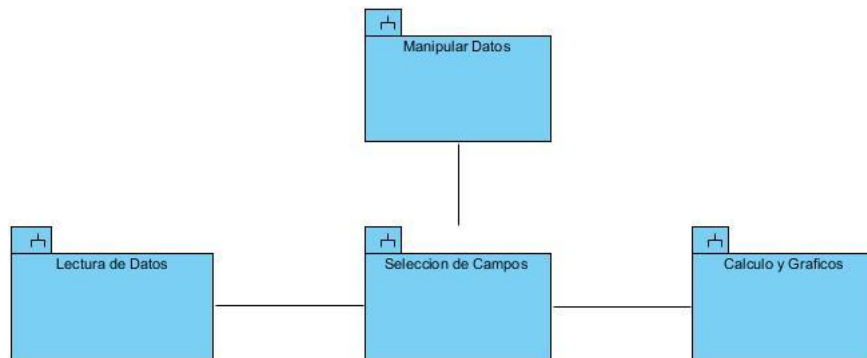 Manipular Datos
Lectura de Datos
Seleccion de Campos
Calculo y Graficos